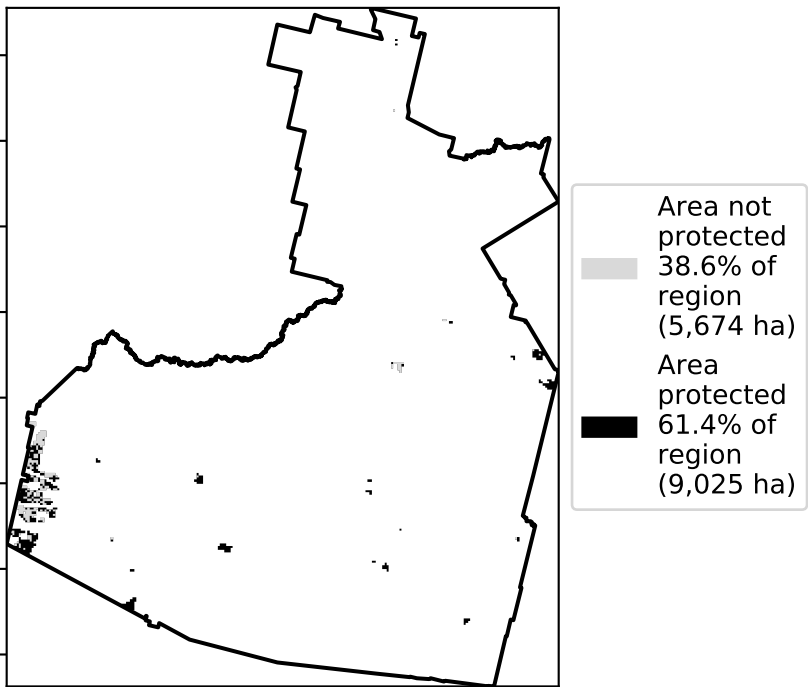 Area not
protected
38.6% of
region
(5,674 ha)
Area
protected
61.4% of
region
(9,025 ha)